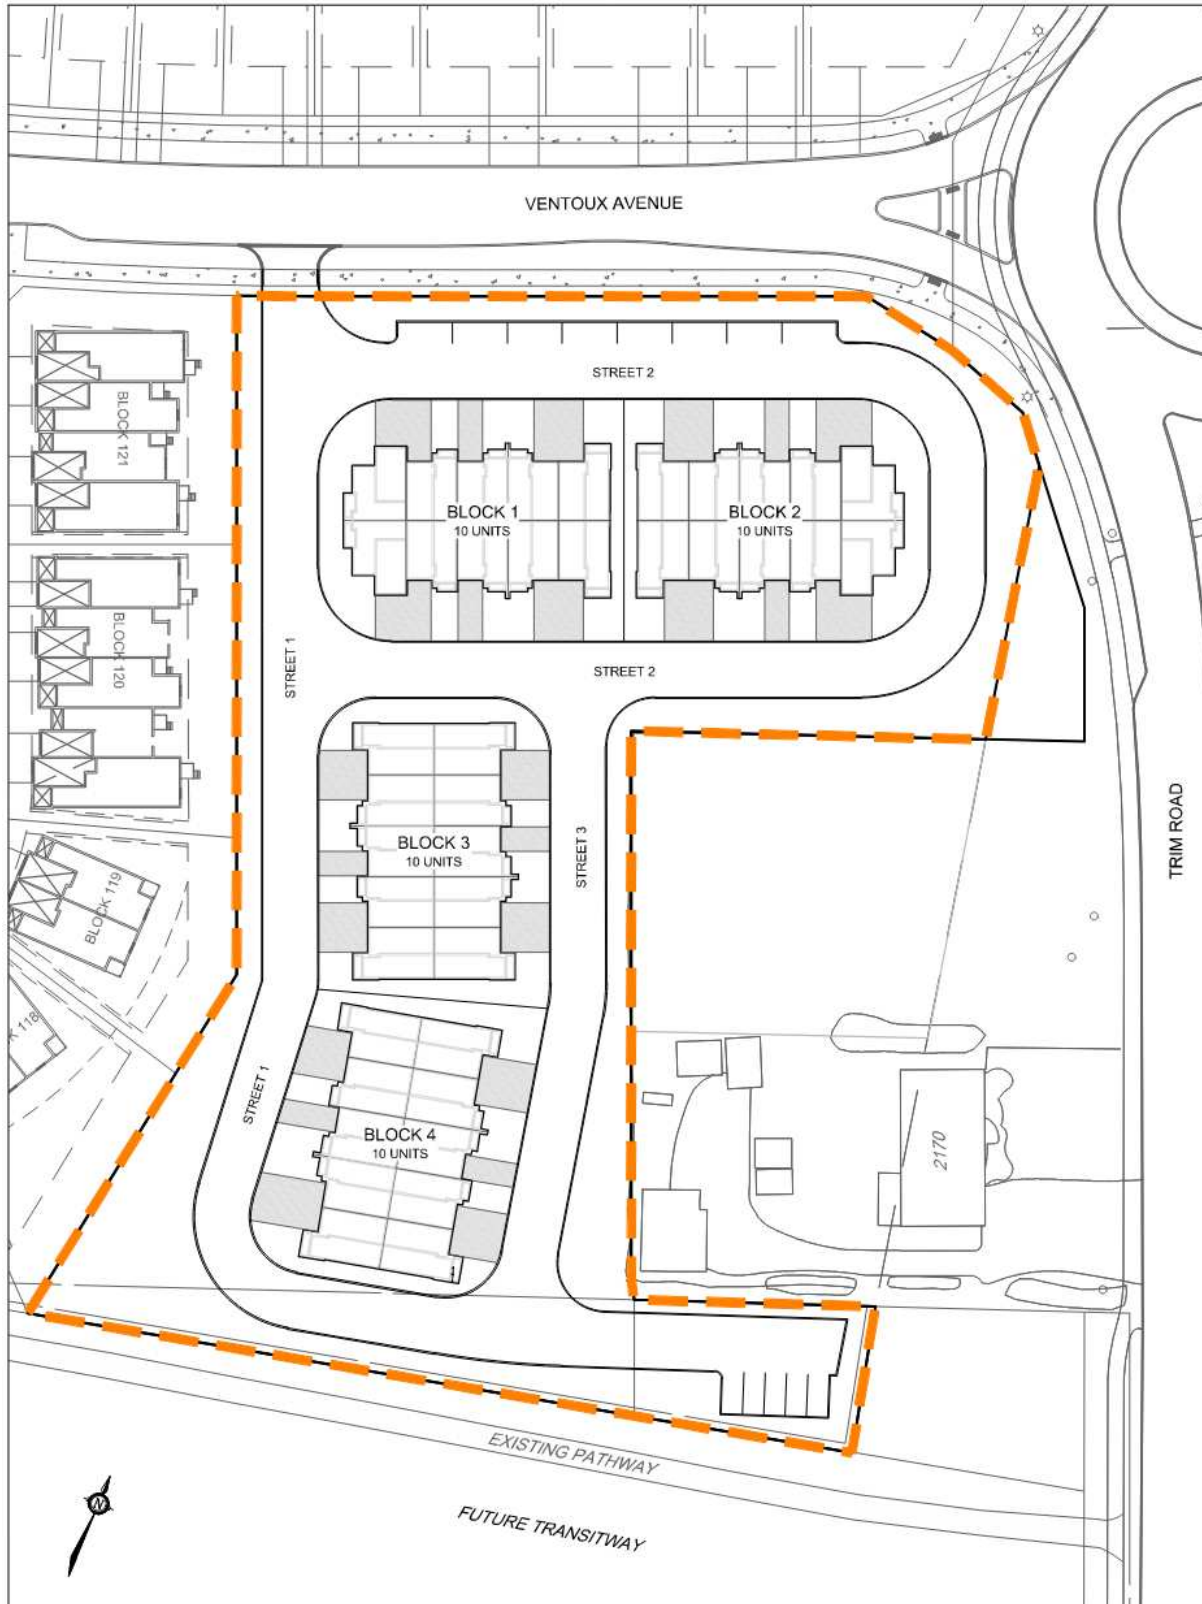 VENTOUX AVENUE
STREET 2
BLOCK 121
BLOCK 1
10 UNITS
BLOCK 2
10 UNITS
BLOCK 120
STREET 1
STREET 2
BLOCK 3
10 UNITS
STREET 3
TRIM ROAD
BLOCK 119
K 118
STREET 1
BLOCK 4
10 UNITS
2170
EXISTING PATHWAY
N
FUTURE TRANSITWAY